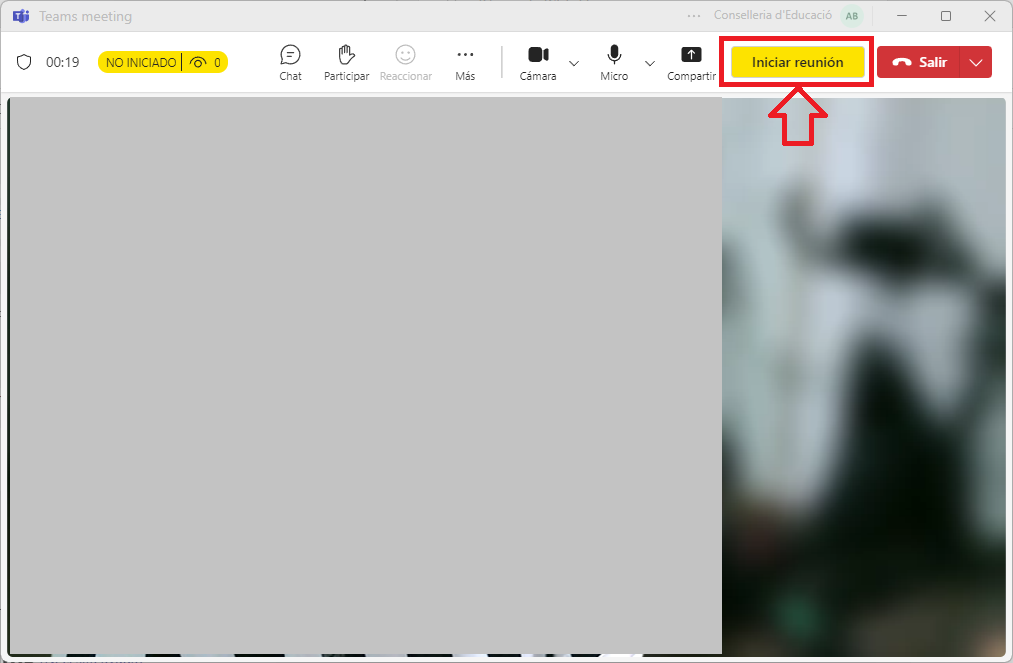 Teams meeting
Conselleria d'Educació AB
00:19 NO INICIADO 0
Chat Participar Reaccionar Más Cámara Micro Compartir Iniciar reunión Salir